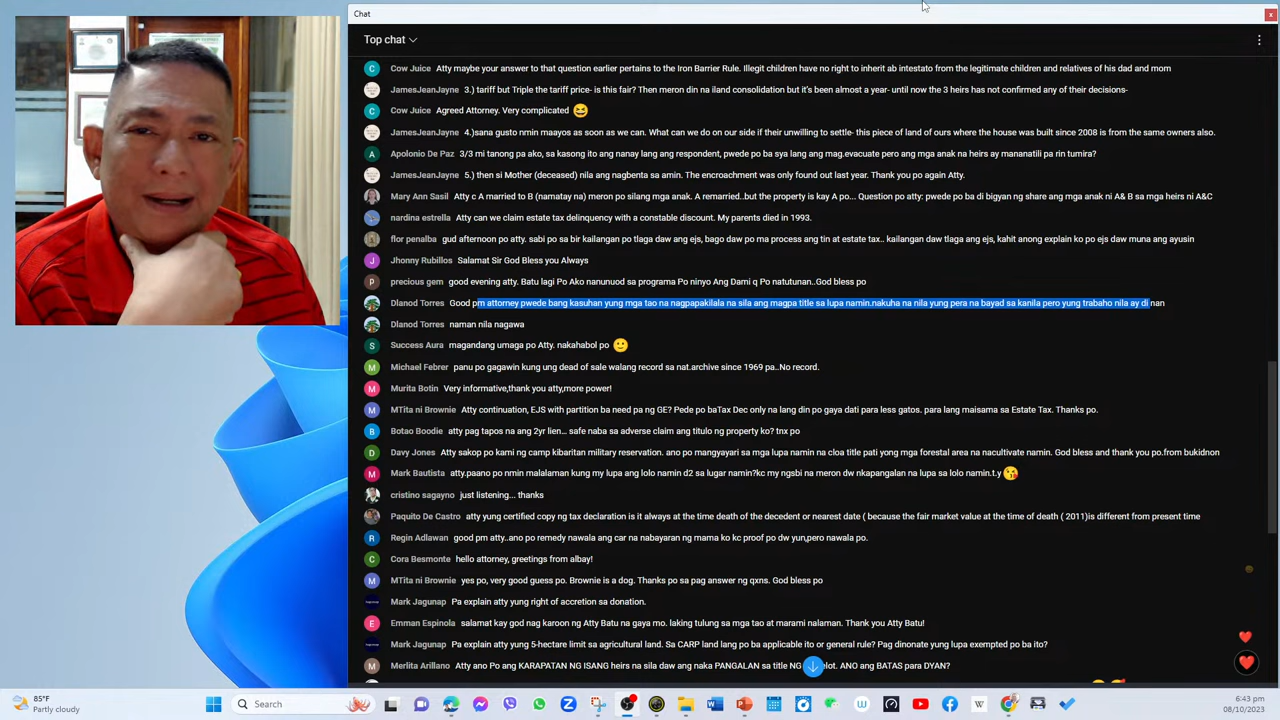 Chat
Top chat
Cow Juice Atty maybe your answer to that question earlier pertains to the Iron Barrier Rule. Illegit children have no right to inherit ab intestato from the legitimate children and relatives of his dad and mom
JamesJeanJayne 3.) tariff but Triple the tariff price- is this fair? Then meron din na iland consolidation but it's been almost a year- until now the 3 heirs has not confirmed any of their decisions-
Cow Juice Agreed Attorney. Very complicated 😆
JamesJeanJayne 4.)sana gusto nmin maayos as soon as we can. What can we do on our side if their unwilling to settle- this piece of land of ours where the house was built since 2008 is from the same owners also.
Apolonio De Paz 3/3 mi tanong pa ako, sa kasong ito ang nanay lang ang respondent, pwede po ba sya lang ang mag.evacuate pero ang mga anak na heirs ay mananatili pa rin tumira?
JamesJeanJayne 5.) then si Mother (deceased) nila ang nagbenta sa amin. The encroachment was only found out last year. Thank you po again Atty.
Mary Ann Sasil Atty c A married to B (namatay na) meron po silang mga anak. A remarried..but the property is kay A po... Question po atty: pwede po ba di bigyan ng share ang mga anak ni A& B sa mga heirs ni A&C
nardina estrella Atty can we claim estate tax delinquency with a constable discount. My parents died in 1993.
flor penalba gud afternoon po atty. sabi po sa bir kailangan po tlaga daw ang ejs, bago daw po ma process ang tin at estate tax.. kailangan daw tlaga ang ejs, kahit anong explain ko po ejs daw muna ang ayusin
Jhonny Rubillos Salamat Sir God Bless you Always
precious gem good evening atty. Batu lagi Po Ako nanunuod sa programa Po ninyo Ang Dami q Po natutunan..God bless po
Dlanod Torres Good pm attorney pwede bang kasuhan yung mga tao na nagpapakilala na sila ang magpa title sa lupa namin.nakuha na nila yung pera na bayad sa kanila pero yung trabaho nila ay di nan
Dlanod Torres naman nila nagawa
Success Aura magandang umaga po Atty. nakahabol po 🙂
Michael Febrer panu po gagawin kung ung dead of sale walang record sa nat.archive since 1969 pa..No record.
Murita Botin Very informative,thank you atty,more power!
MTita ni Brownie Atty continuation, EJS with partition ba need pa ng GE? Pede po baTax Dec only na lang din po gaya dati para less gatos. para lang maisama sa Estate Tax. Thanks po.
Botao Boodie atty pag tapos na ang 2yr lien... safe naba sa adverse claim ang titulo ng property ko? tnx po
Davy Jones Atty sakop po kami ng camp kibaritan military reservation. ano po mangyayari sa mga lupa namin na cloa title pati yong mga forestal area na nacultivate namin. God bless and thank you po.from bukidnon
Mark Bautista atty.paano po nmin malalaman kung my lupa ang lolo namin d2 sa lugar namin?kc my ngsbi na meron dw nkapangalan na lupa sa lolo namin.t.y 😘
cristino sagayno just listening... thanks
Paquito De Castro atty yung certified copy ng tax declaration is it always at the time death of the decedent or nearest date ( because the fair market value at the time of death ( 2011)is different from present time
Regin Adlawan good pm atty..ano po remedy nawala ang car na nabayaran ng mama ko kc proof po dw yun,pero nawala po.
Cora Besmonte hello attorney, greetings from albay!
MTita ni Brownie yes po, very good guess po. Brownie is a dog. Thanks po sa pag answer ng qxns. God bless po
Mark Jagunap Pa explain atty yung right of accretion sa donation.
Emman Espinola salamat kay god nag karoon ng Atty Batu na gaya mo. laking tulung sa mga tao at marami nalaman. Thank you Atty Batu!
Mark Jagunap Pa explain atty yung 5-hectare limit sa agricultural land. Sa CARP land lang po ba applicable ito or general rule? Pag dinonate yung lupa exempted po ba ito?
Merlita Arillano Atty ano Po ang KARAPATAN NG ISANG heirs na sila daw ang naka PANGALAN sa title NG elot. ANO ang BATAS para DYAN?
85°F
Partly cloudy
Search
6:43 pm
08/10/2023